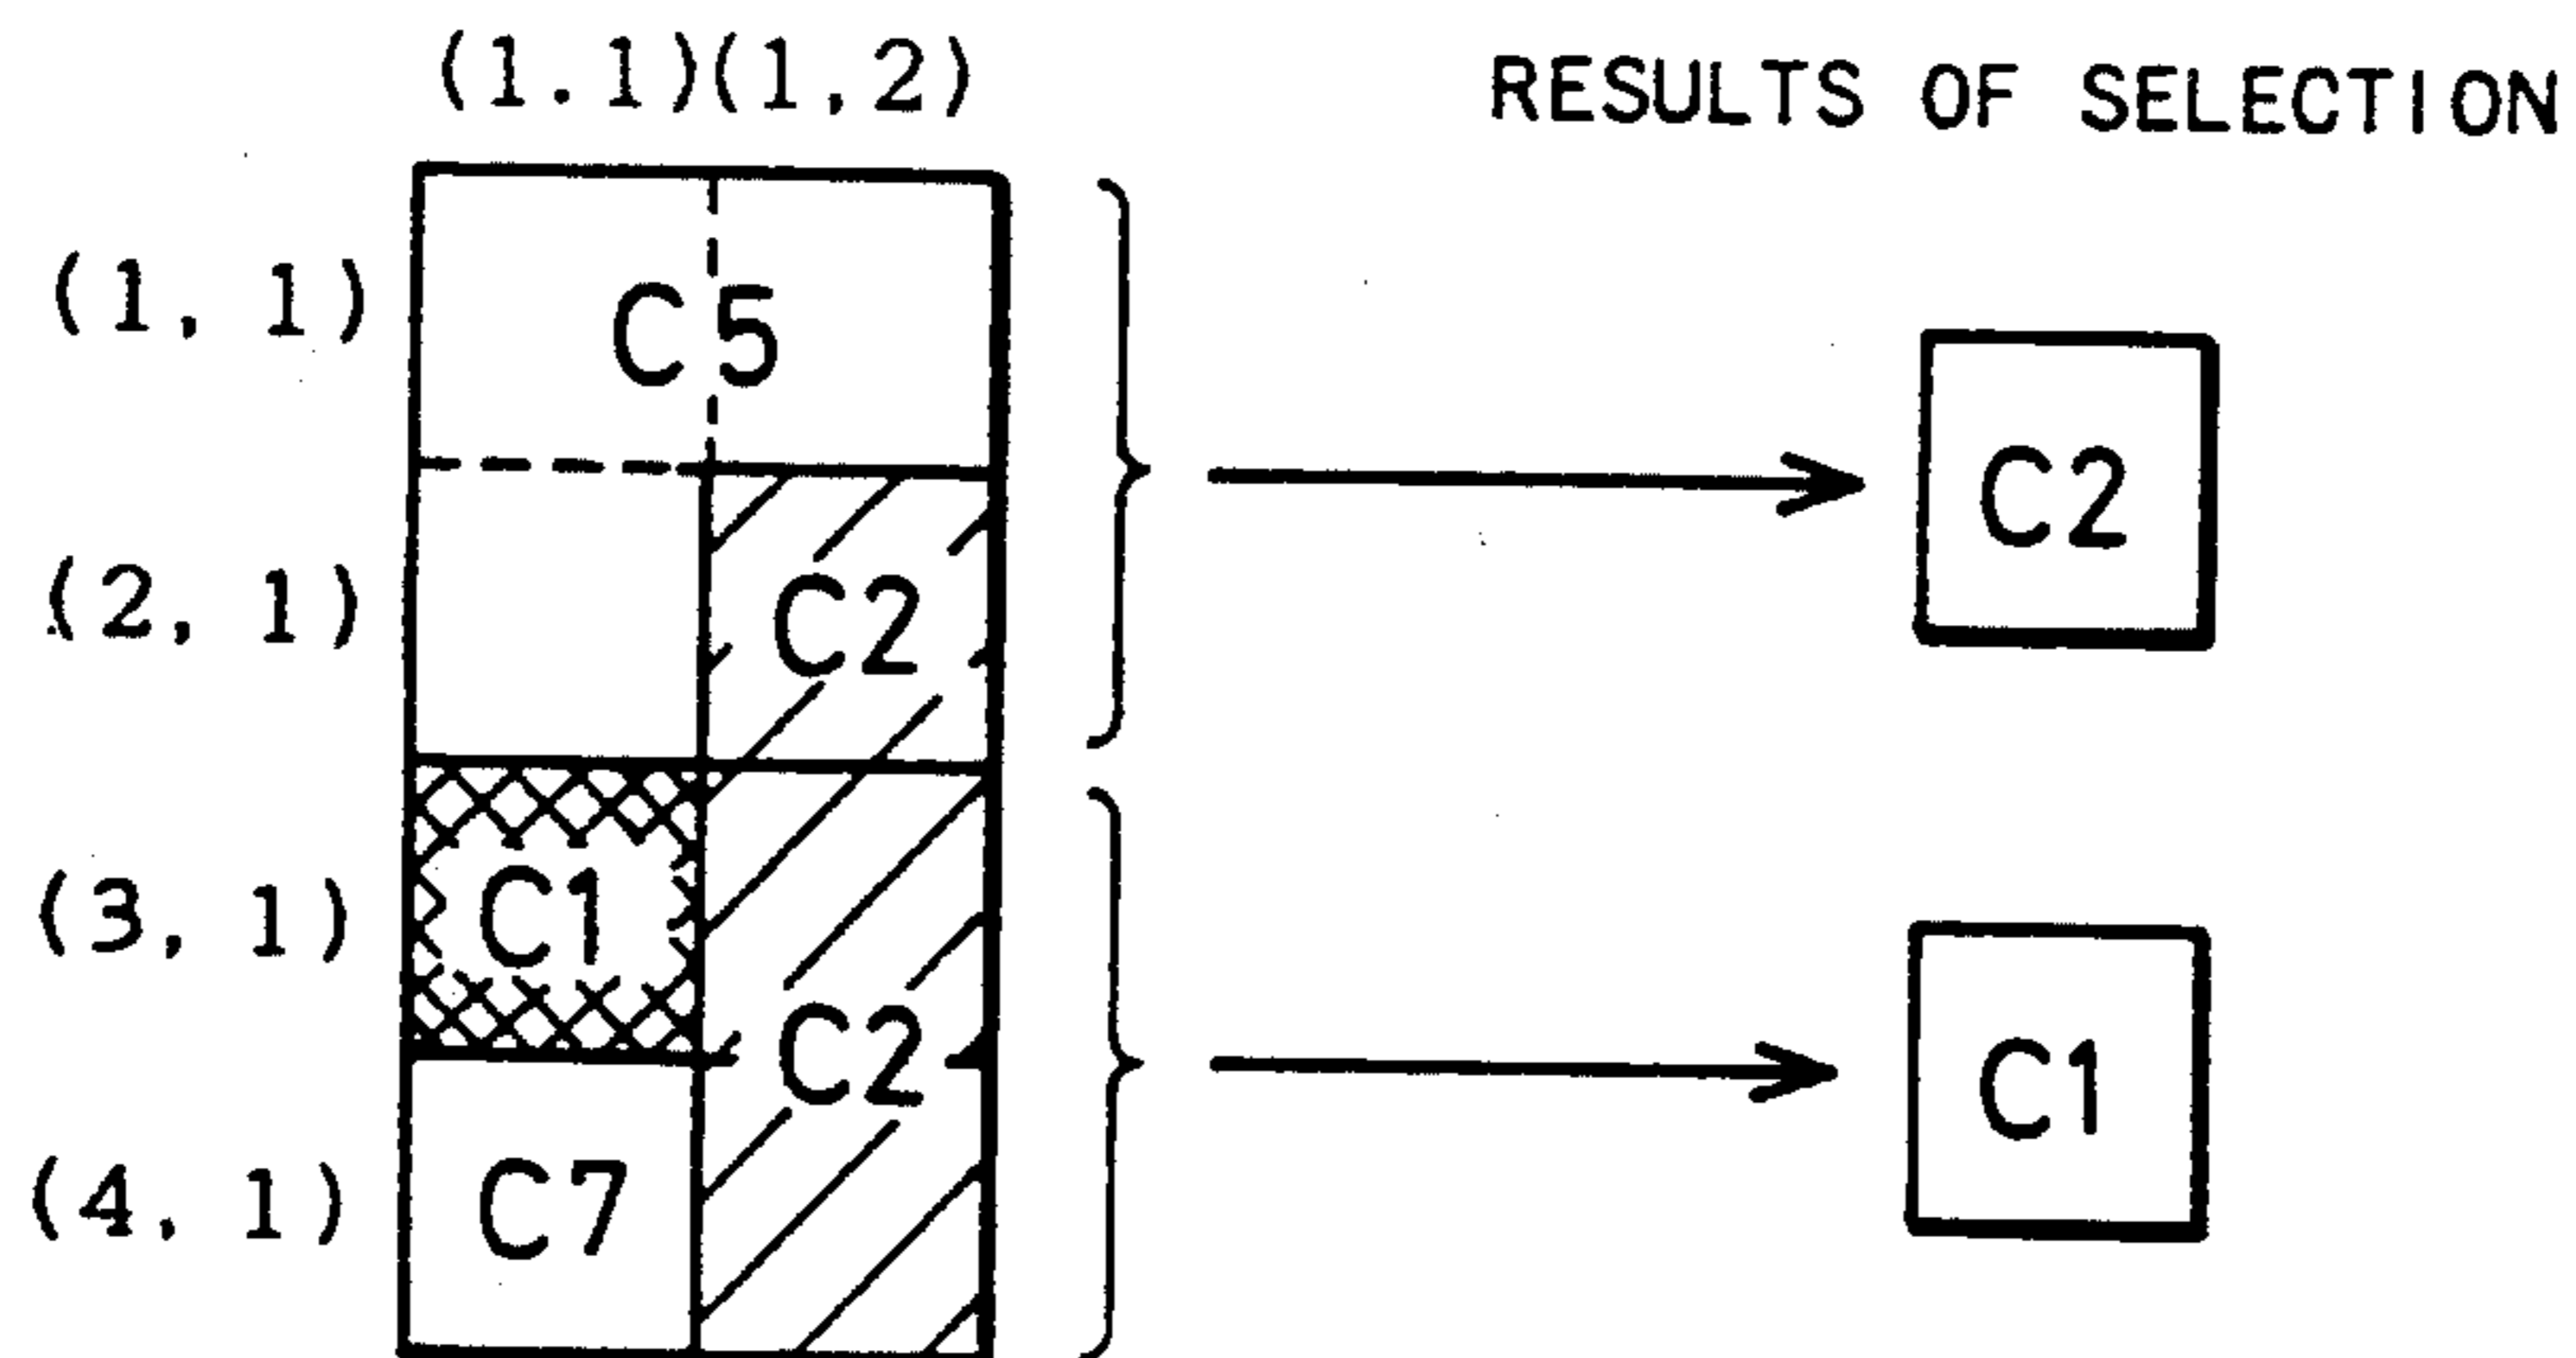 (1.1)(1,2) RESULTS OF SELECTION
(1, 1) C5
C2
(2, 1) C2
(3, 1) C1
C2 C1
(4, 1) C7